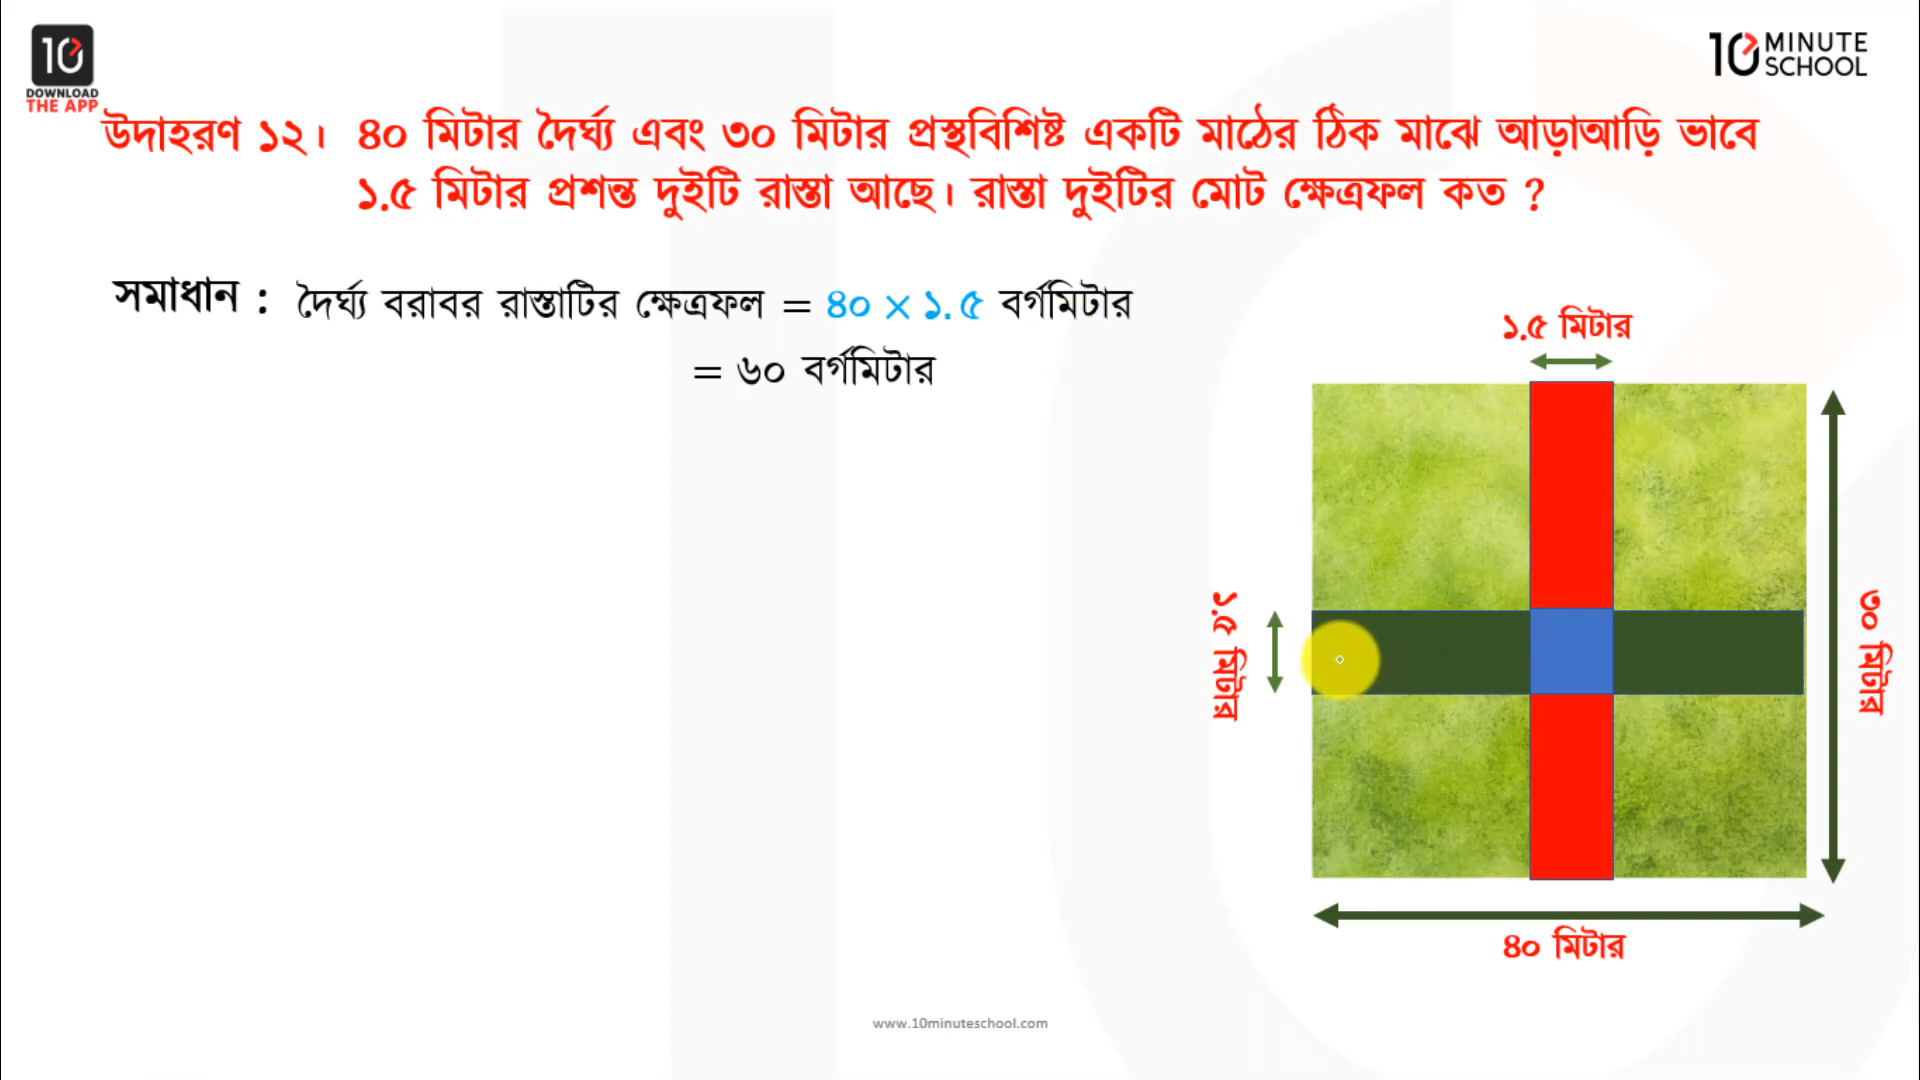 10
DOWNLOAD
THE APP
10 MINUTE
SCHOOL
উদাহরণ ১২। ৪০ মিটার দৈর্ঘ্য এবং ৩০ মিটার প্রস্থবিশিষ্ট একটি মাঠের ঠিক মাঝে আড়াআড়ি ভাবে
১.৫ মিটার প্রশস্ত দুইটি রাস্তা আছে। রাস্তা দুইটির মোট ক্ষেত্রফল কত ?
সমাধান : দৈর্ঘ্য বরাবর রাস্তাটির ক্ষেত্রফল = ৪০ × ১.৫ বর্গমিটার
= ৬০ বর্গমিটার
১.৫ মিটার
১.৫ মিটার
৩০ মিটার
৪০ মিটার
www.10minuteschool.com